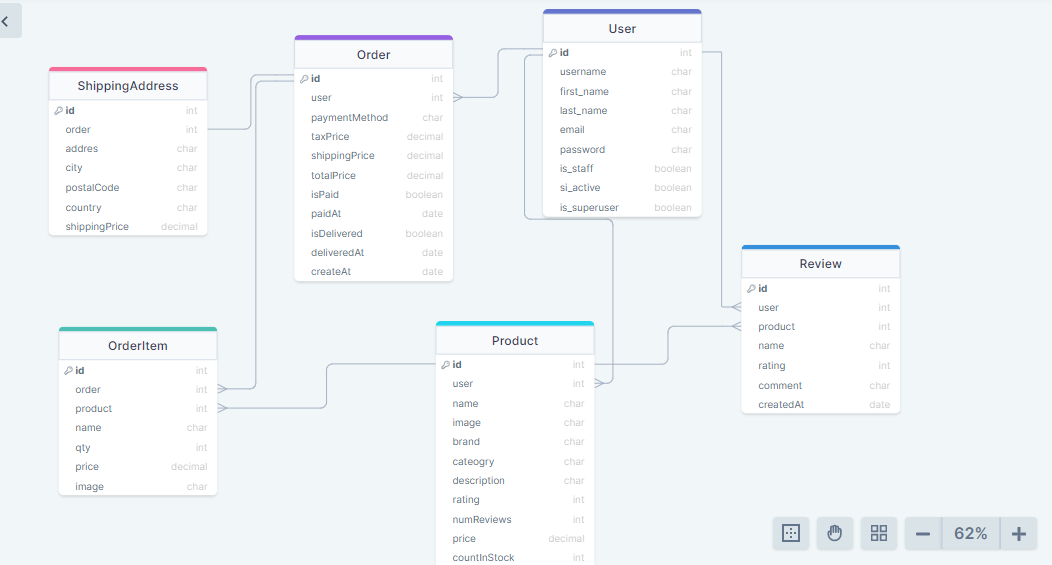 User
id int
username char
first_name char
last_name char
email char
password char
is_staff boolean
si_active boolean
is_superuser boolean
Order
id int
user int
paymentMethod char
taxPrice decimal
shippingPrice decimal
totalPrice decimal
isPaid boolean
paidAt date
isDelivered boolean
deliveredAt date
createAt date
ShippingAddress
id int
order int
addres char
city char
postalCode char
country char
shippingPrice decimal
Review
id int
user int
product int
name char
rating int
comment char
createdAt date
OrderItem
id int
order int
product int
name char
qty int
price decimal
image char
Product
id int
user int
name char
image char
brand char
cateogry char
description char
rating int
numReviews int
price decimal
countInStock int
62%